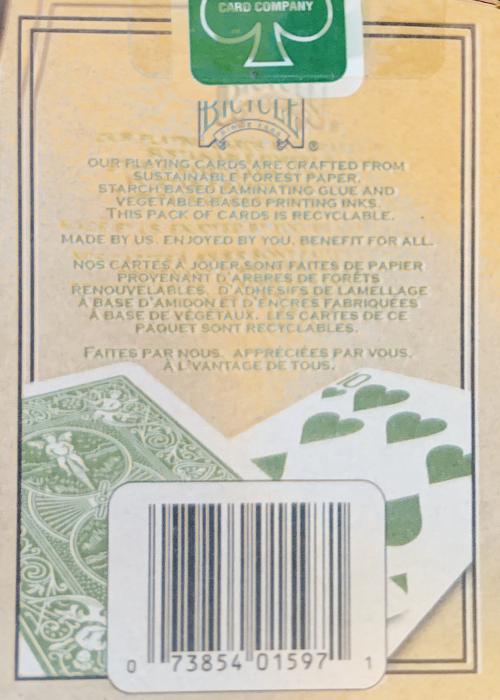 CARD COMPANY
BICYCLE
®
OUR PLAYING CARDS ARE CRAFTED FROM
SUSTAINABLE FOREST PAPER,
STARCH BASED LAMINATING GLUE AND
VEGETABLE-BASED PRINTING INKS.
THIS PACK OF CARDS IS RECYCLABLE.
MADE BY US. ENJOYED BY YOU. BENEFIT FOR ALL.
NOS CARTES À JOUER SONT FAITES DE PAPIER
PROVENANT D'ARBRES DE FORÊTS
RENOUVELABLES, D'ADHESIFS DE LAMELLAGE
À BASE D'AMIDON ET D'ENCRES FABRIQUÉES
À BASE DE VÉGÉTAUX. LES CARTES DE CE
PAQUET SONT RECYCLABLES.
FAITES PAR NOUS. APPRÉCIÉES PAR VOUS.
À L'VANTAGE DE TOUS.
10
0 73854 01597 1